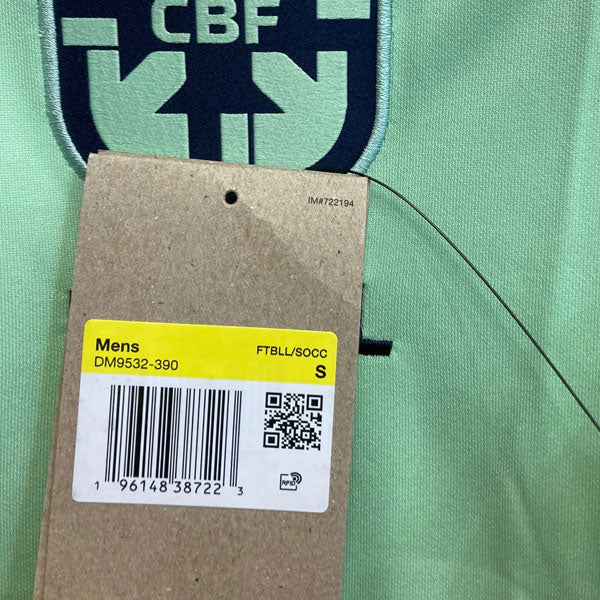 CBF
IM#722194
Mens FTBLL/SOCC
DM9532-390 S
RFID
1 96148 38722 3